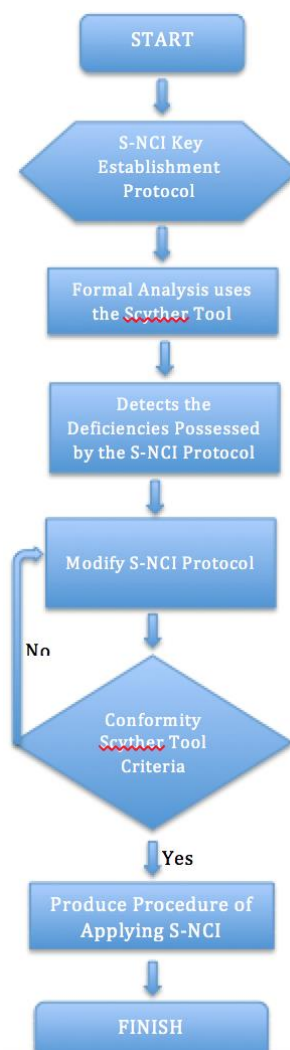 START
S-NCI Key
Establishment
Protocol
Formal Analysis uses
the Scyther Tool
Detects the
Deficiencies Possessed
by the S-NCI Protocol
Modify S-NCI Protocol
No
Conformity
Scyther Tool
Criteria
Yes
Produce Procedure of
Applying S-NCI
FINISH